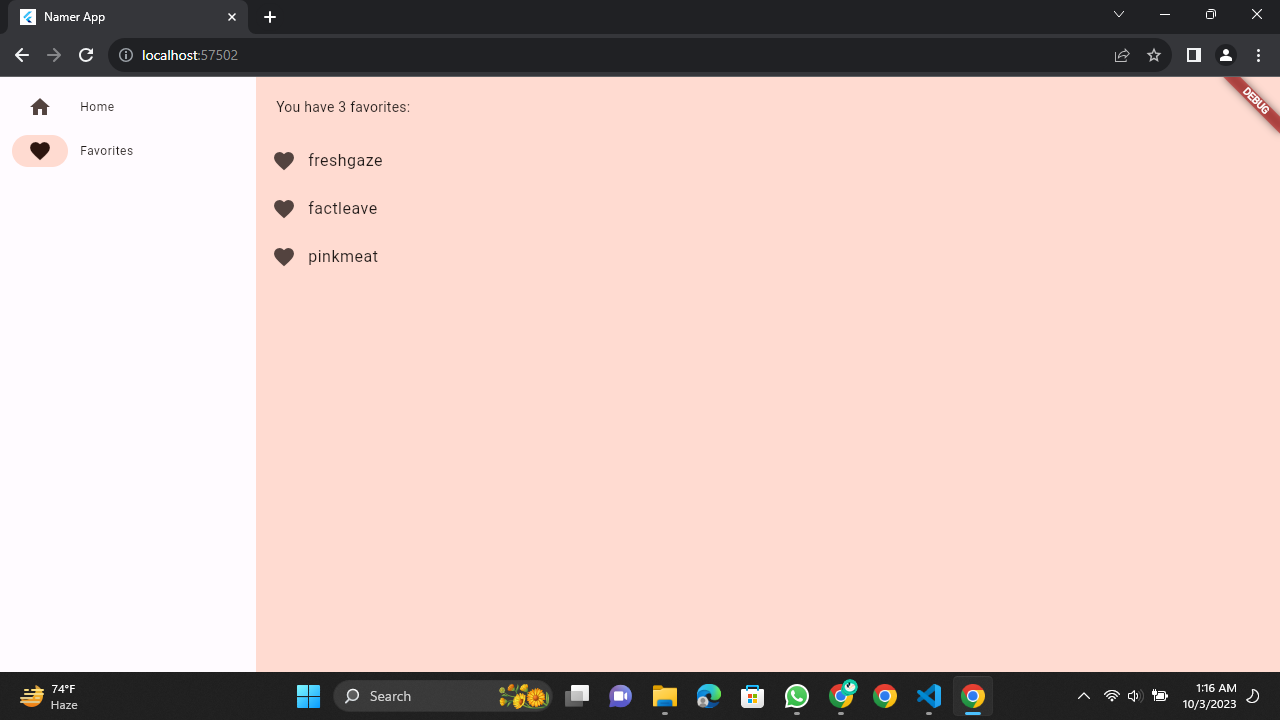 Namer App
localhost:57502
Home
Favorites
You have 3 favorites:
freshgaze
factleave
pinkmeat
DEBUG
74°F
Haze
Search
1:16 AM
10/3/2023